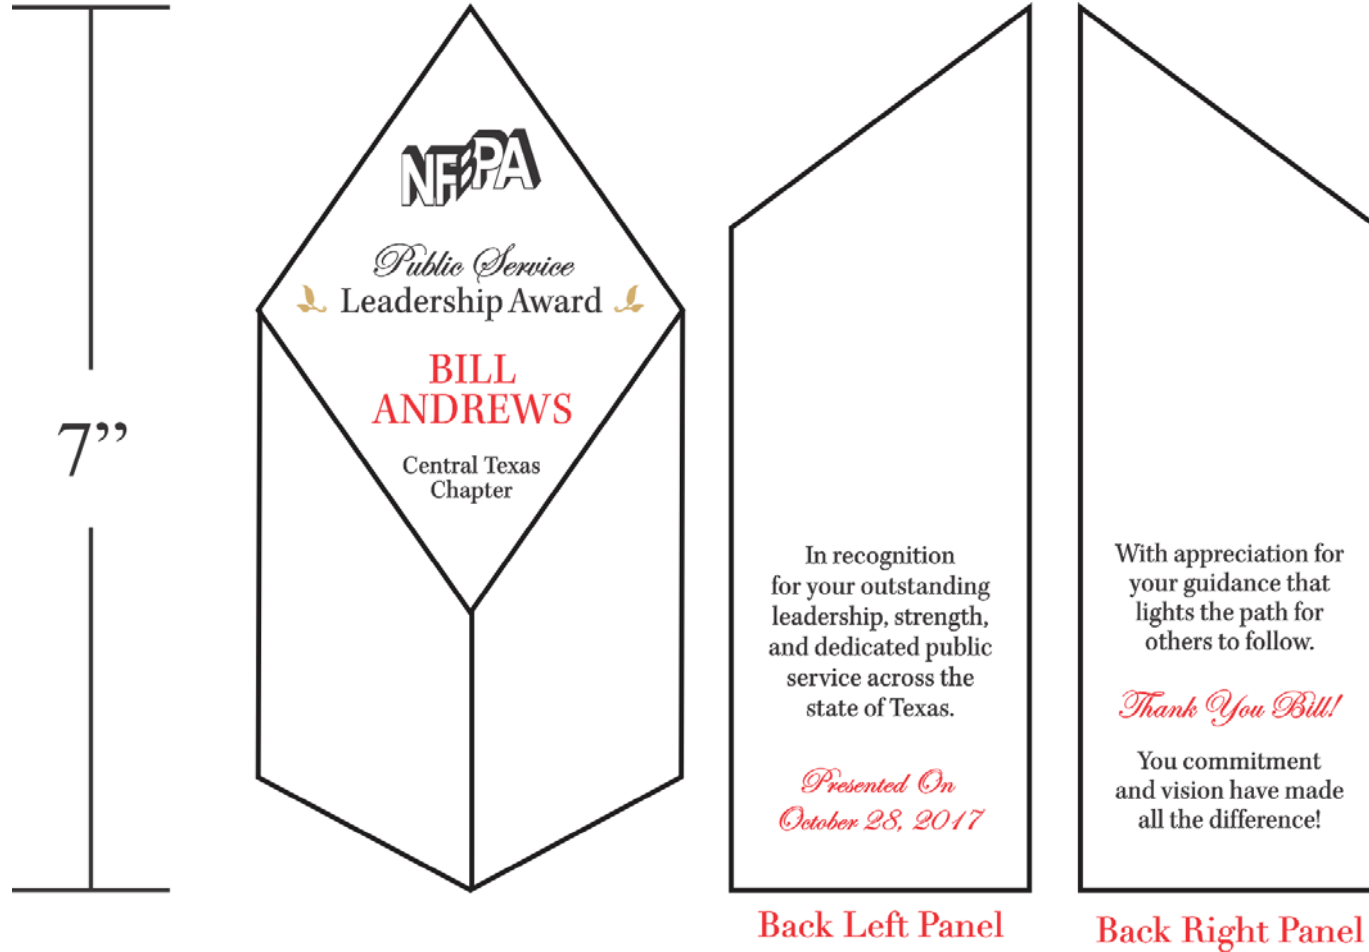 7”
NFBPA
Public Service
Leadership Award
BILL
ANDREWS
Central Texas
Chapter
In recognition
for your outstanding
leadership, strength,
and dedicated public
service across the
state of Texas.
Presented On
October 28, 2017
Back Left Panel
With appreciation for
your guidance that
lights the path for
others to follow.
Thank You Bill!
You commitment
and vision have made
all the difference!
Back Right Panel